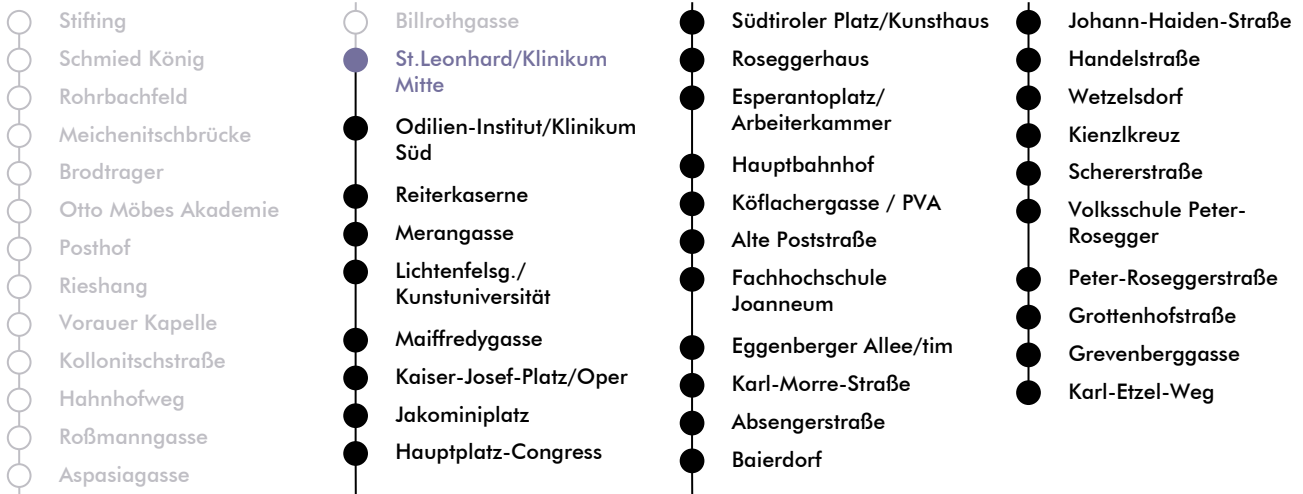 Stifting
Schmied König
Rohrbachfeld
Meichenitschbrücke
Brodtrager
Otto Möbes Akademie
Posthof
Rieshang
Vorauer Kapelle
Kollonitschstraße
Hahnhofweg
Roßmanngasse
Aspasiagasse
Billrothgasse
St.Leonhard/Klinikum
Mitte
Odilien-Institut/Klinikum
Süd
Reiterkaserne
Merangasse
Lichtenfelsg./
Kunstuniversität
Maiffredygasse
Kaiser-Josef-Platz/Oper
Jakominiplatz
Hauptplatz-Congress
Südtiroler Platz/Kunsthaus
Roseggerhaus
Esperantoplatz/
Arbeiterkammer
Hauptbahnhof
Köflachergasse / PVA
Alte Poststraße
Fachhochschule
Joanneum
Eggenberger Allee/tim
Karl-Morre-Straße
Absengerstraße
Baierdorf
Johann-Haiden-Straße
Handelstraße
Wetzelsdorf
Kienzlkreuz
Schererstraße
Volksschule Peter-
Rosegger
Peter-Roseggerstraße
Grottenhofstraße
Grevenberggasse
Karl-Etzel-Weg